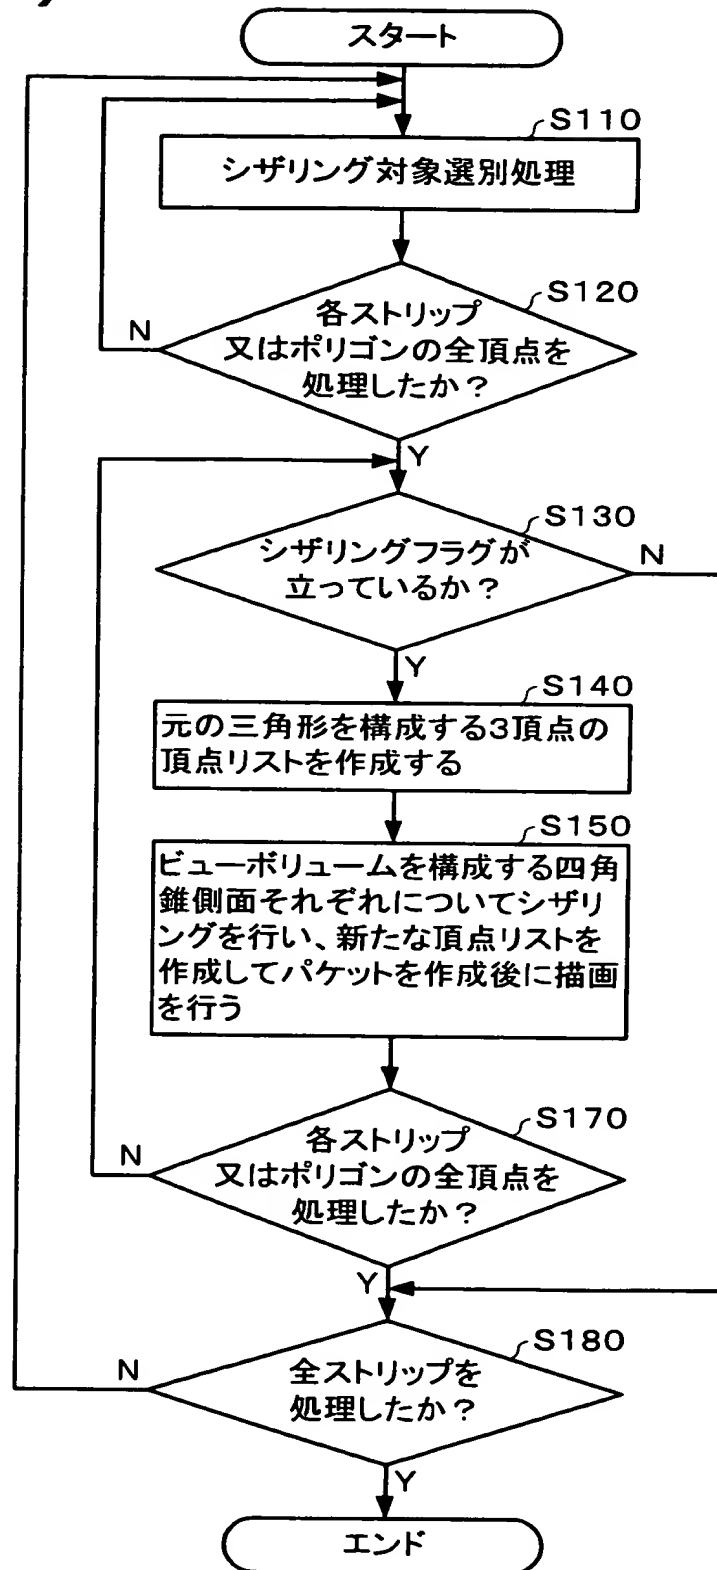 スタート
S110
シザリング対象選別処理
S120
各ストリップ
又はポリゴンの全頂点を
処理したか？
N
Y
S130
シザリングフラグが
立っているか？
N
Y
S140
元の三角形を構成する3頂点の
頂点リストを作成する
S150
ビューボリュームを構成する四角
錐側面それぞれについてシザリ
ングを行い、新たな頂点リストを
作成してパケットを作成後に描画
を行う
S170
各ストリップ
又はポリゴンの全頂点を
処理したか？
N
Y
S180
全ストリップを
処理したか？
N
Y
エンド